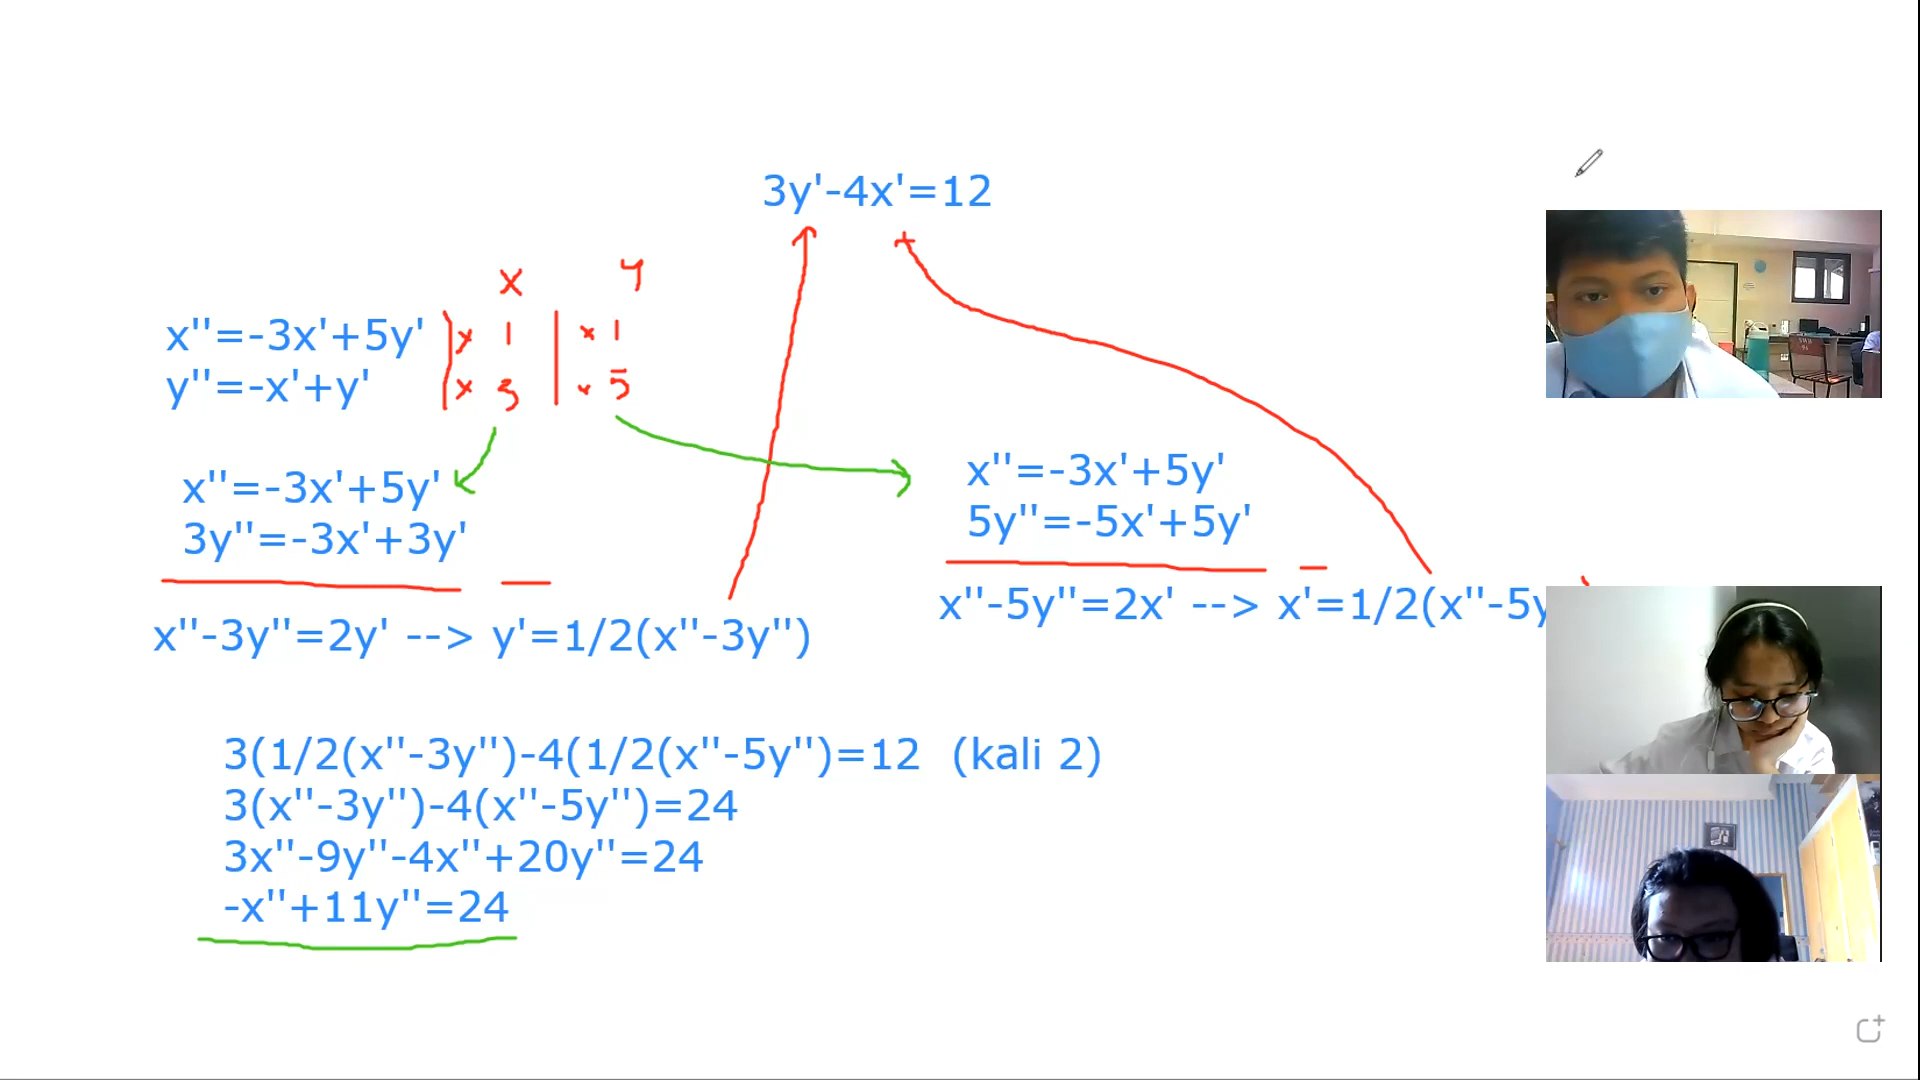 3y'-4x'=12
x y
x''=-3x'+5y' | x 1 | x 1
y''=-x'+y' | x 3 | x 5
x''=-3x'+5y'
3y''=-3x'+3y'
x''-3y''=2y' --> y'=1/2(x''-3y'')
x''=-3x'+5y'
5y''=-5x'+5y'
x''-5y''=2x' --> x'=1/2(x''-5y
3(1/2(x''-3y'')-4(1/2(x''-5y'')=12 (kali 2)
3(x''-3y'')-4(x''-5y'')=24
3x''-9y''-4x''+20y''=24
-x''+11y''=24